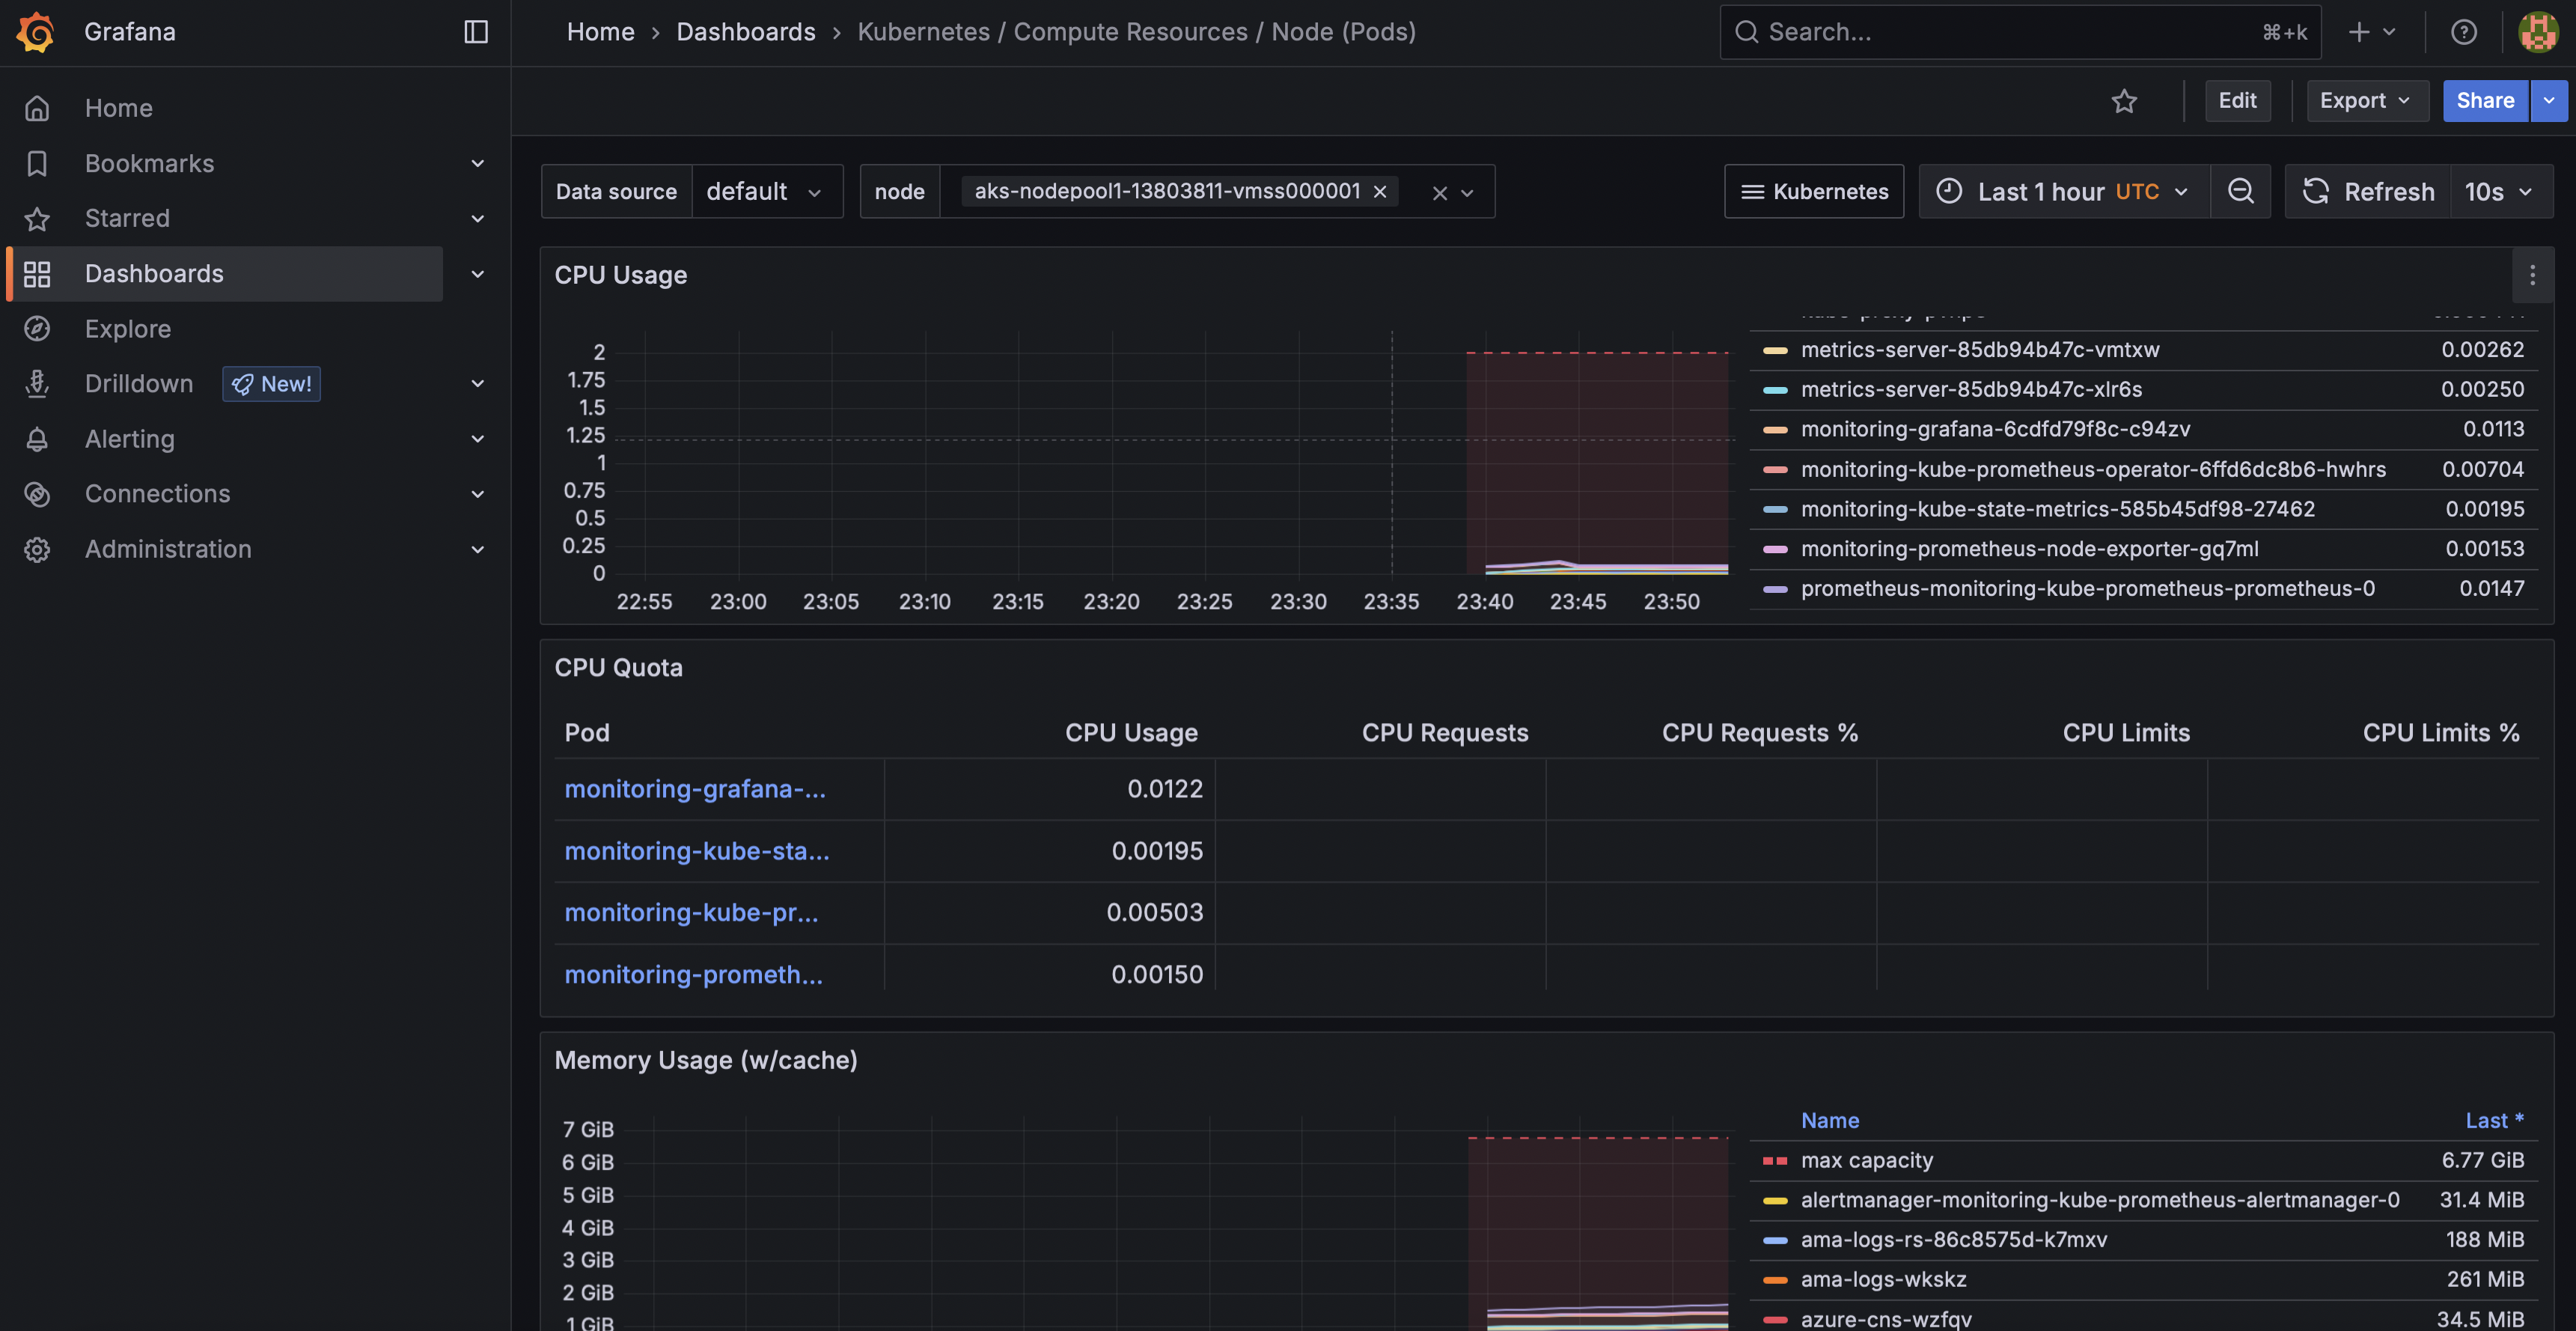 Grafana
Home › Dashboards › Kubernetes / Compute Resources / Node (Pods)
Search...
⌘+k
Home
Bookmarks
Starred
Dashboards
Explore
Drilldown New!
Alerting
Connections
Administration
Edit
Export
Share
Data source default
node aks-nodepool1-13803811-vmss000001
Kubernetes
Last 1 hour UTC
Refresh 10s
CPU Usage
2
1.75
1.5
1.25
1
0.75
0.5
0.25
0
22:55 23:00 23:05 23:10 23:15 23:20 23:25 23:30 23:35 23:40 23:45 23:50
metrics-server-85db94b47c-vmtxw 0.00262
metrics-server-85db94b47c-xlr6s 0.00250
monitoring-grafana-6cdfd79f8c-c94zv 0.0113
monitoring-kube-prometheus-operator-6ffd6dc8b6-hwhrs 0.00704
monitoring-kube-state-metrics-585b45df98-27462 0.00195
monitoring-prometheus-node-exporter-gq7ml 0.00153
prometheus-monitoring-kube-prometheus-prometheus-0 0.0147
CPU Quota
Pod CPU Usage CPU Requests CPU Requests % CPU Limits CPU Limits %
monitoring-grafana-... 0.0122
monitoring-kube-sta... 0.00195
monitoring-kube-pr... 0.00503
monitoring-prometh... 0.00150
Memory Usage (w/cache)
7 GiB
6 GiB
5 GiB
4 GiB
3 GiB
2 GiB
1 GiB
Name Last *
max capacity 6.77 GiB
alertmanager-monitoring-kube-prometheus-alertmanager-0 31.4 MiB
ama-logs-rs-86c8575d-k7mxv 188 MiB
ama-logs-wkskz 261 MiB
azure-cns-wzfqv 34.5 MiB